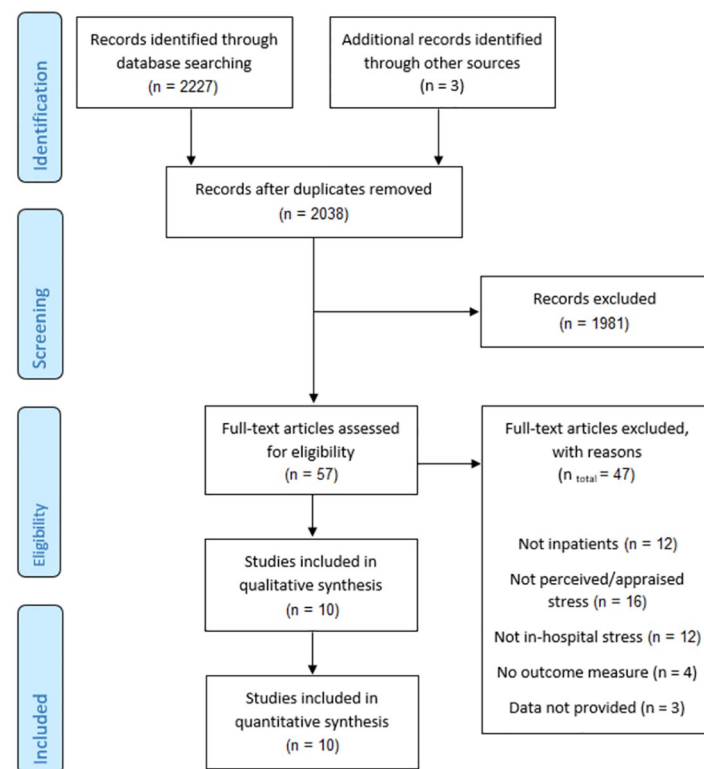 Identification
Records identified through
database searching
(n = 2227)
Additional records identified
through other sources
(n = 3)
Records after duplicates removed
(n = 2038)
Screening
Records excluded
(n = 1981)
Eligibility
Full-text articles assessed
for eligibility
(n = 57)
Full-text articles excluded,
with reasons
(n total = 47)
Not inpatients (n = 12)
Not perceived/appraised
stress (n = 16)
Not in-hospital stress (n = 12)
No outcome measure (n = 4)
Data not provided (n = 3)
Studies included in
qualitative synthesis
(n = 10)
Included
Studies included in
quantitative synthesis
(n = 10)